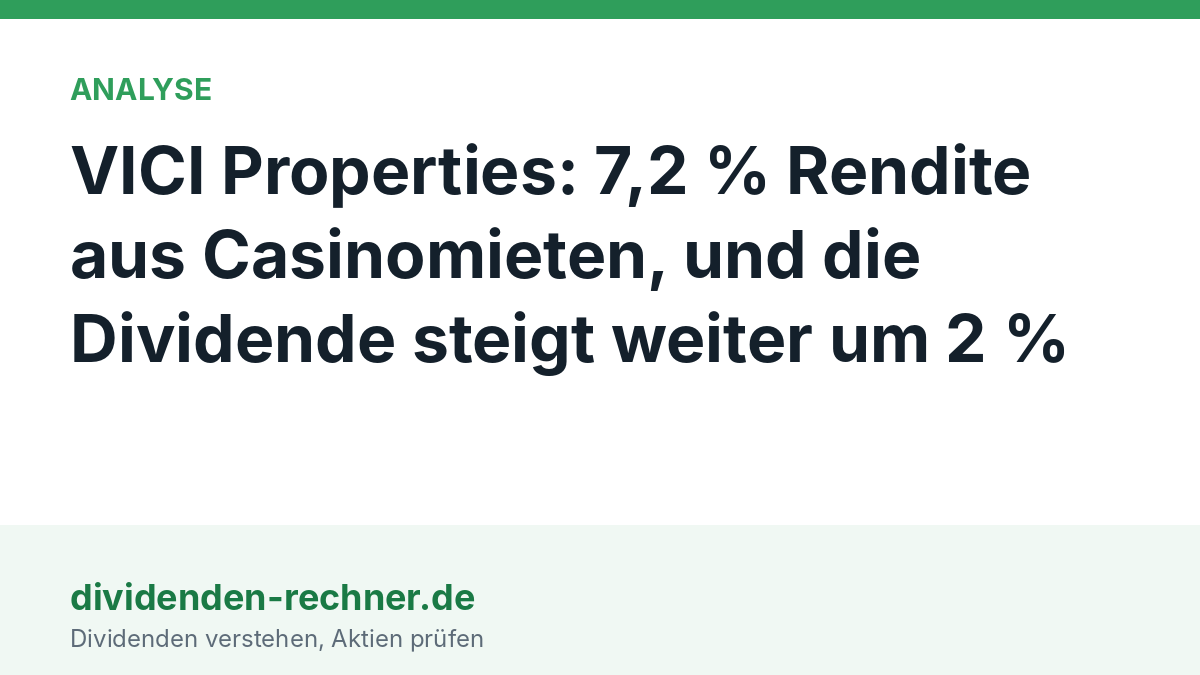 ANALYSE
VICI Properties: 7,2 % Rendite
aus Casinomieten, und die
Dividende steigt weiter um 2 %
dividenden-rechner.de
Dividenden verstehen, Aktien prüfen